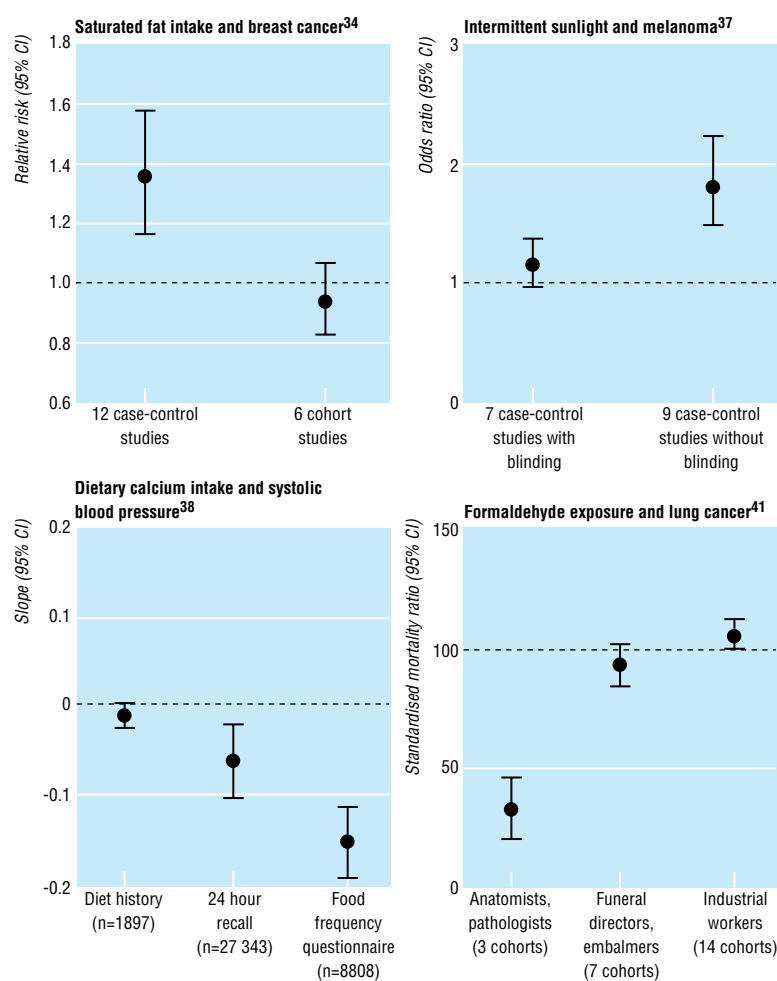 Saturated fat intake and breast cancer34
Relative risk (95% CI)
1.8
1.6
1.4
1.2
1.0
0.8
0.6
12 case-control
studies
6 cohort
studies
Intermittent sunlight and melanoma37
Odds ratio (95% CI)
3
2
1
0
7 case-control
studies with
blinding
9 case-control
studies without
blinding
Dietary calcium intake and systolic
blood pressure38
Slope (95% CI)
0.2
0.1
0
-0.1
-0.2
Diet history
(n=1897)
24 hour
recall
(n=27 343)
Food
frequency
questionnaire
(n=8808)
Formaldehyde exposure and lung cancer41
Standardised mortality ratio (95% CI)
150
100
50
0
Anatomists,
pathologists
(3 cohorts)
Funeral
directors,
embalmers
(7 cohorts)
Industrial
workers
(14 cohorts)